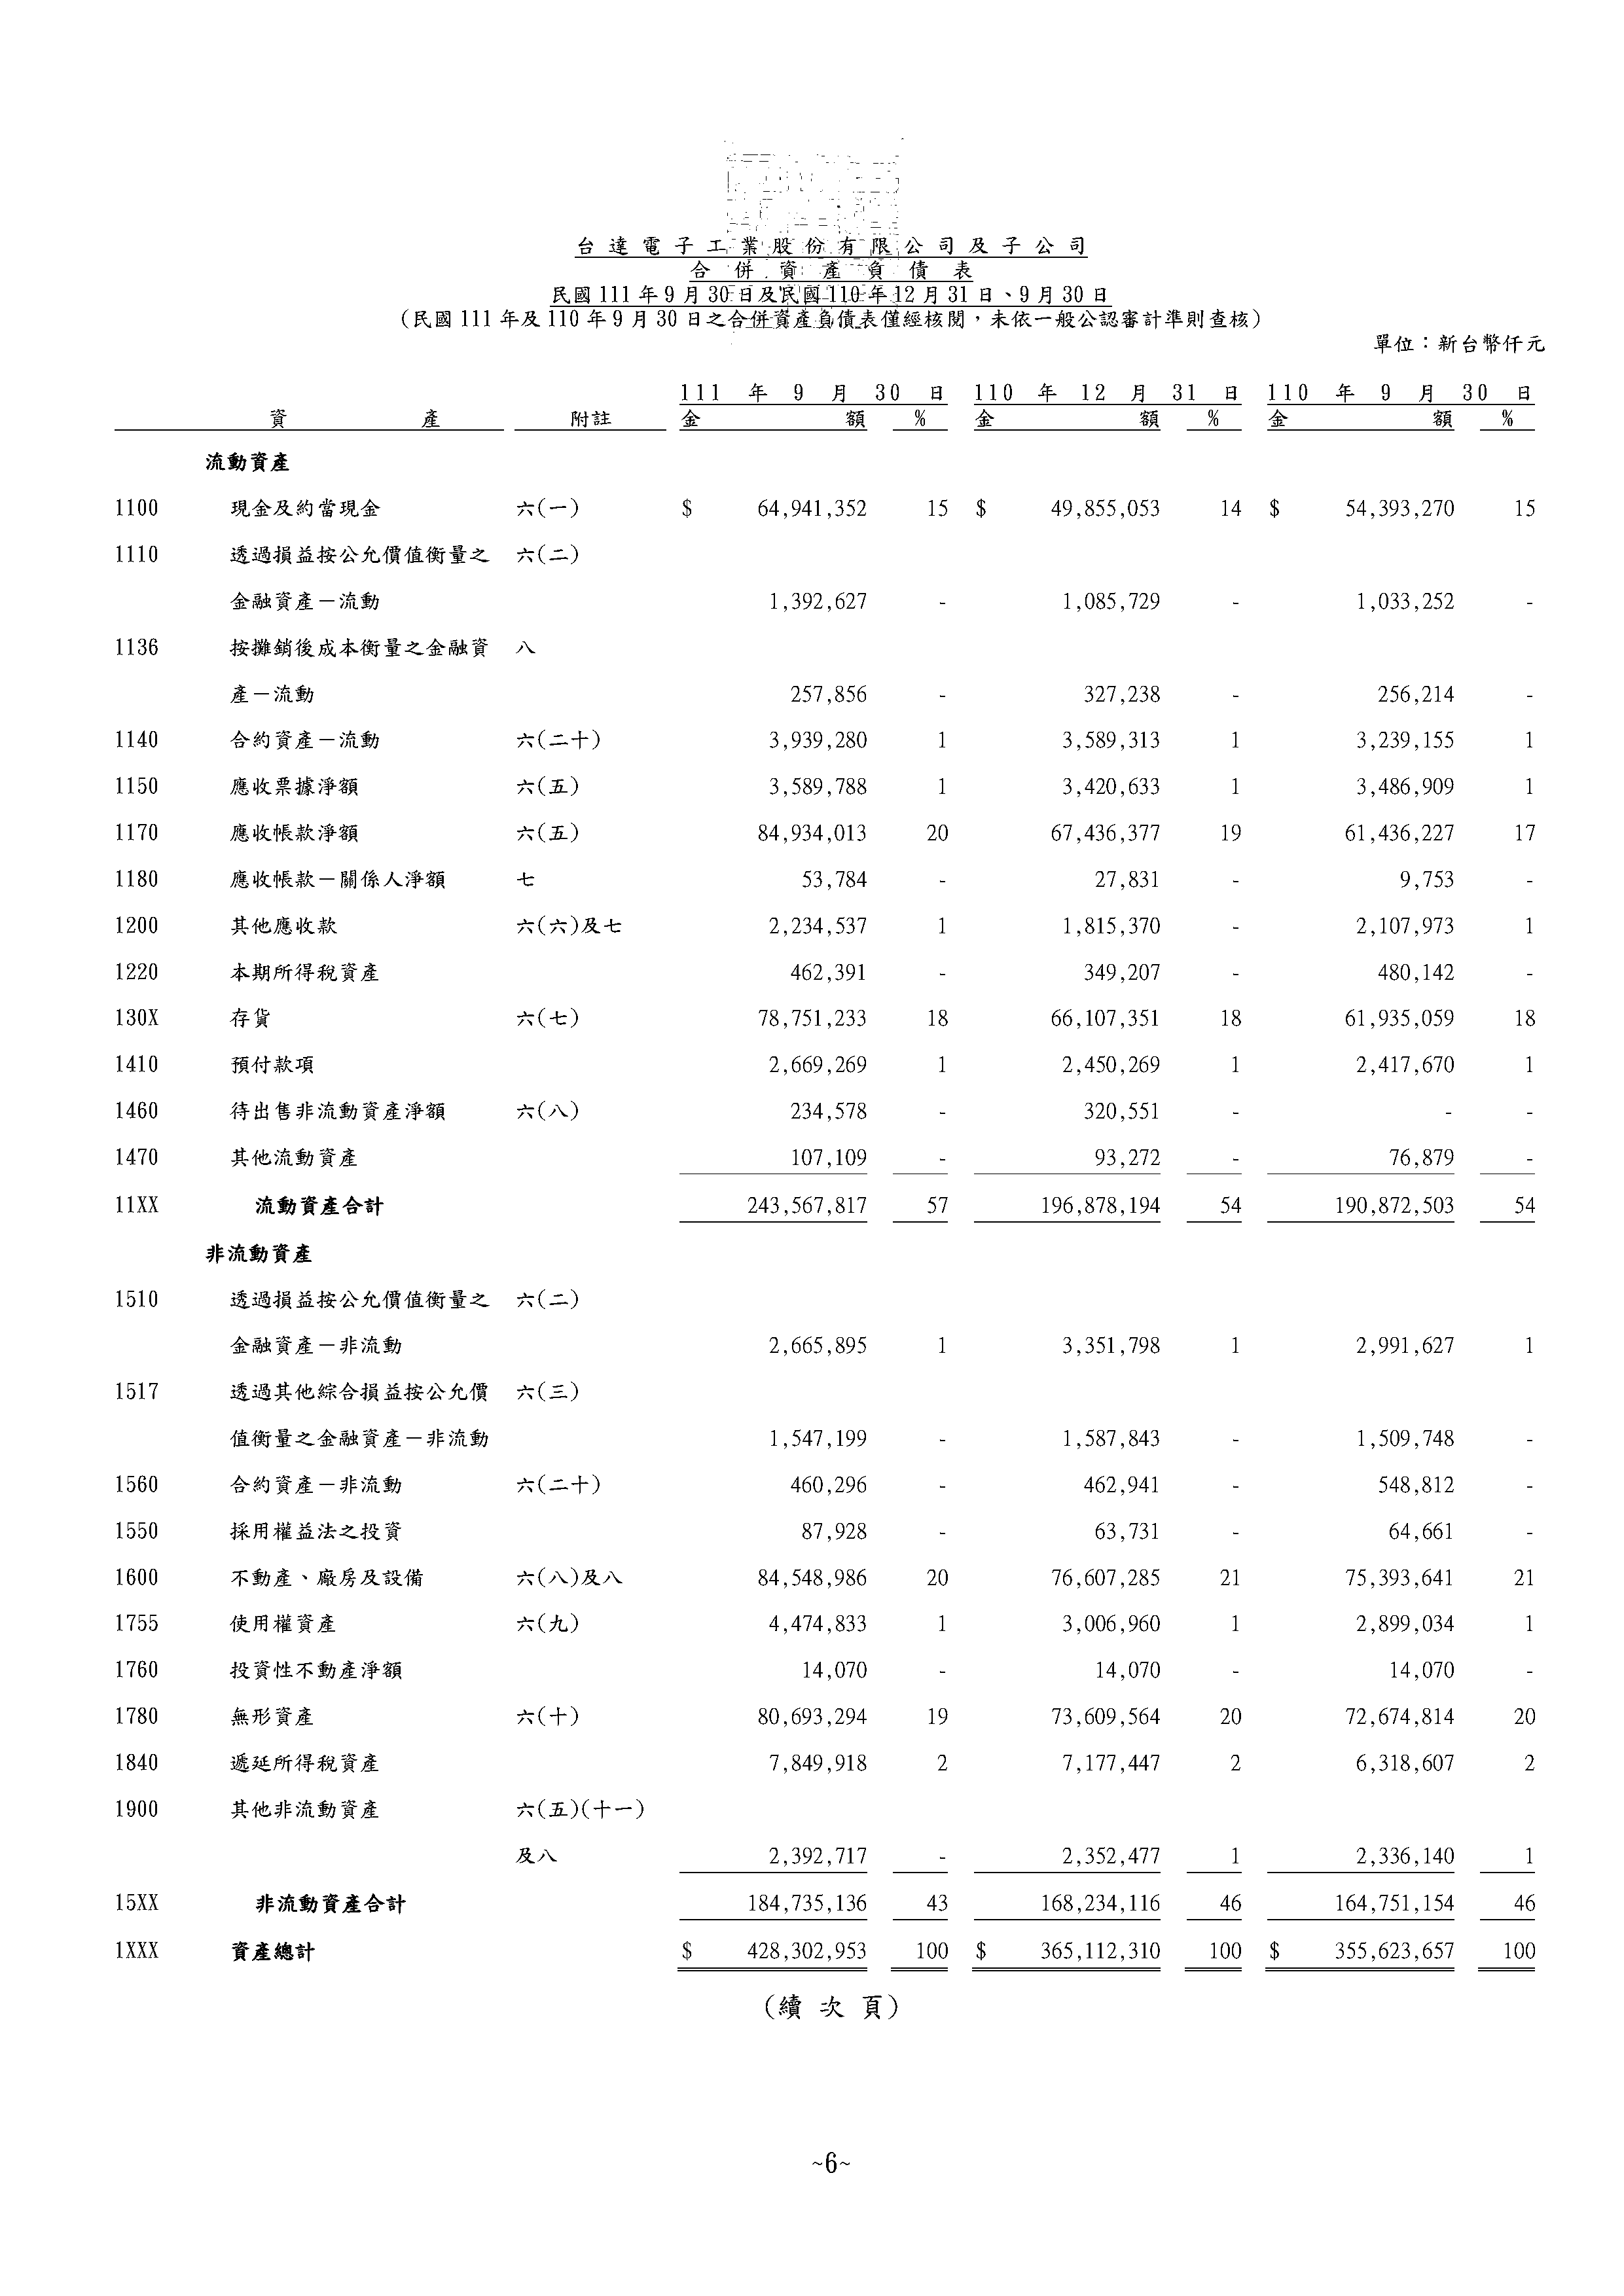 台達電子工業股份有限公司及子公司
合併資產負債表
民國111年9月30日及民國110年12月31日、9月30日
（民國111年及110年9月30日之合併資產負債表僅經核閱，未依一般公認審計準則查核）
單位：新台幣仟元
111 年 9 月 30 日 110 年 12 月 31 日 110 年 9 月 30 日
資 產 附註 金 額 % 金 額 % 金 額 %
流動資產
1100 現金及約當現金 六(一) $ 64,941,352 15 $ 49,855,053 14 $ 54,393,270 15
1110 透過損益按公允價值衡量之 六(二)
金融資產－流動 1,392,627 - 1,085,729 - 1,033,252 -
1136 按攤銷後成本衡量之金融資 八
產－流動 257,856 - 327,238 - 256,214 -
1140 合約資產－流動 六(二十) 3,939,280 1 3,589,313 1 3,239,155 1
1150 應收票據淨額 六(五) 3,589,788 1 3,420,633 1 3,486,909 1
1170 應收帳款淨額 六(五) 84,934,013 20 67,436,377 19 61,436,227 17
1180 應收帳款－關係人淨額 七 53,784 - 27,831 - 9,753 -
1200 其他應收款 六(六)及七 2,234,537 1 1,815,370 - 2,107,973 1
1220 本期所得稅資產 462,391 - 349,207 - 480,142 -
130X 存貨 六(七) 78,751,233 18 66,107,351 18 61,935,059 18
1410 預付款項 2,669,269 1 2,450,269 1 2,417,670 1
1460 待出售非流動資產淨額 六(八) 234,578 - 320,551 - - -
1470 其他流動資產 107,109 - 93,272 - 76,879 -
11XX 流動資產合計 243,567,817 57 196,878,194 54 190,872,503 54
非流動資產
1510 透過損益按公允價值衡量之 六(二)
金融資產－非流動 2,665,895 1 3,351,798 1 2,991,627 1
1517 透過其他綜合損益按公允價 六(三)
值衡量之金融資產－非流動 1,547,199 - 1,587,843 - 1,509,748 -
1560 合約資產－非流動 六(二十) 460,296 - 462,941 - 548,812 -
1550 採用權益法之投資 87,928 - 63,731 - 64,661 -
1600 不動產、廠房及設備 六(八)及八 84,548,986 20 76,607,285 21 75,393,641 21
1755 使用權資產 六(九) 4,474,833 1 3,006,960 1 2,899,034 1
1760 投資性不動產淨額 14,070 - 14,070 - 14,070 -
1780 無形資產 六(十) 80,693,294 19 73,609,564 20 72,674,814 20
1840 遞延所得稅資產 7,849,918 2 7,177,447 2 6,318,607 2
1900 其他非流動資產 六(五)(十一)
及八 2,392,717 - 2,352,477 1 2,336,140 1
15XX 非流動資產合計 184,735,136 43 168,234,116 46 164,751,154 46
1XXX 資產總計 $ 428,302,953 100 $ 365,112,310 100 $ 355,623,657 100
(續 次 頁)
~6~